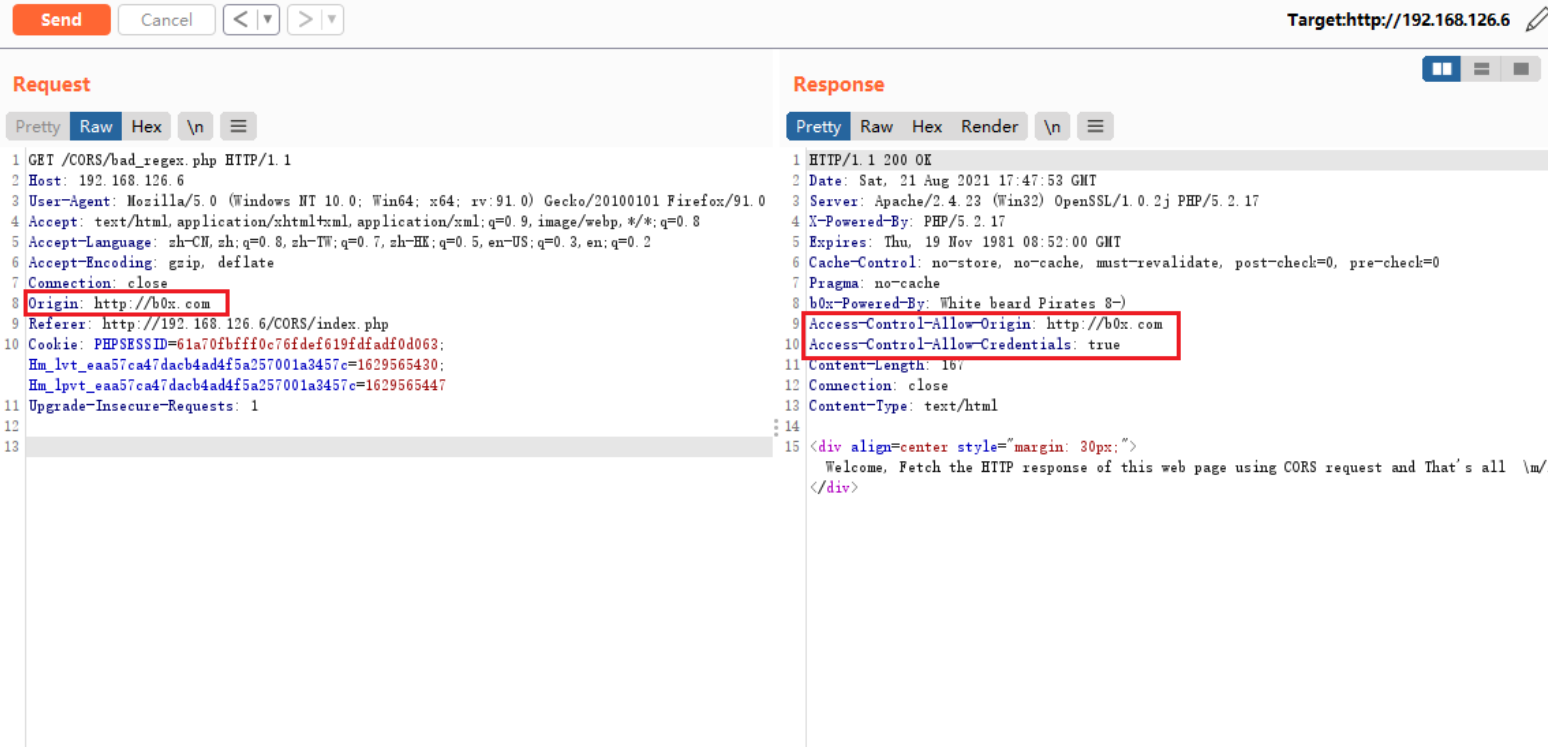 Send Cancel < | ▼ > | ▼ Target:http://192.168.126.6
Request
Pretty Raw Hex \n ≡
1 GET /CORS/bad_regex.php HTTP/1.1
2 Host: 192.168.126.6
3 User-Agent: Mozilla/5.0 (Windows NT 10.0; Win64; x64; rv:91.0) Gecko/20100101 Firefox/91.0
4 Accept: text/html,application/xhtml+xml,application/xml;q=0.9,image/webp,*/*;q=0.8
5 Accept-Language: zh-CN,zh;q=0.8,zh-TW;q=0.7,zh-HK;q=0.5,en-US;q=0.3,en;q=0.2
6 Accept-Encoding: gzip, deflate
7 Connection: close
8 Origin: http://b0x.com
9 Referer: http://192.168.126.6/CORS/index.php
10 Cookie: PHPSESSID=61a70fbfff0c76fdef619fdfadf0d063;
Hm_lvt_eaa57ca47dacb4ad4f5a257001a3457c=1629565430;
Hm_lpvt_eaa57ca47dacb4ad4f5a257001a3457c=1629565447
11 Upgrade-Insecure-Requests: 1
12
13
Response
Pretty Raw Hex Render \n ≡
1 HTTP/1.1 200 OK
2 Date: Sat, 21 Aug 2021 17:47:53 GMT
3 Server: Apache/2.4.23 (Win32) OpenSSL/1.0.2j PHP/5.2.17
4 X-Powered-By: PHP/5.2.17
5 Expires: Thu, 19 Nov 1981 08:52:00 GMT
6 Cache-Control: no-store, no-cache, must-revalidate, post-check=0, pre-check=0
7 Pragma: no-cache
8 b0x-Powered-By: White beard Pirates 8-)
9 Access-Control-Allow-Origin: http://b0x.com
10 Access-Control-Allow-Credentials: true
11 Content-Length: 167
12 Connection: close
13 Content-Type: text/html
14
15 <div align=center style="margin: 30px;">
Welcome, Fetch the HTTP response of this web page using CORS request and That's all \m/
</div>